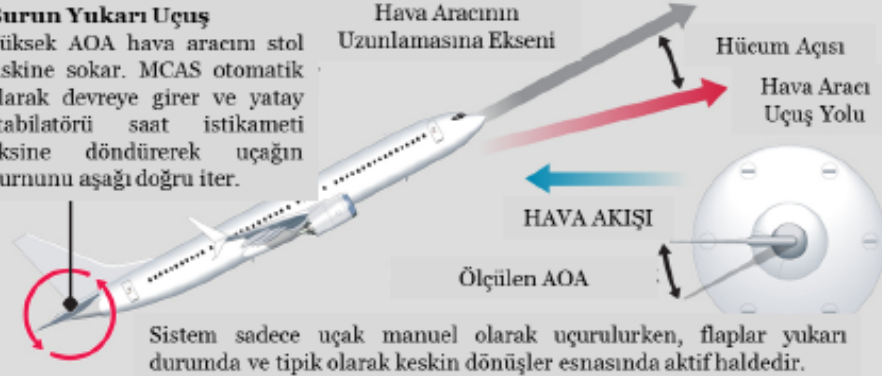 Burun Yukarı Uçuş
yüksek AOA hava aracını stol
riskine sokar. MCAS otomatik
olarak devreye girer ve yatay
stabilatörü saat istikameti
aksine döndürerek uçağın
burnunu aşağı doğru iter.
Hava Aracının
Uzunlamasına Ekseni
Hücum Açısı
Hava Aracı
Uçuş Yolu
HAVA AKIŞI
Ölçülen AOA
Sistem sadece uçak manuel olarak uçurulurken, flaplar yukarı
durumda ve tipik olarak keskin dönüşler esnasında aktif haldedir.